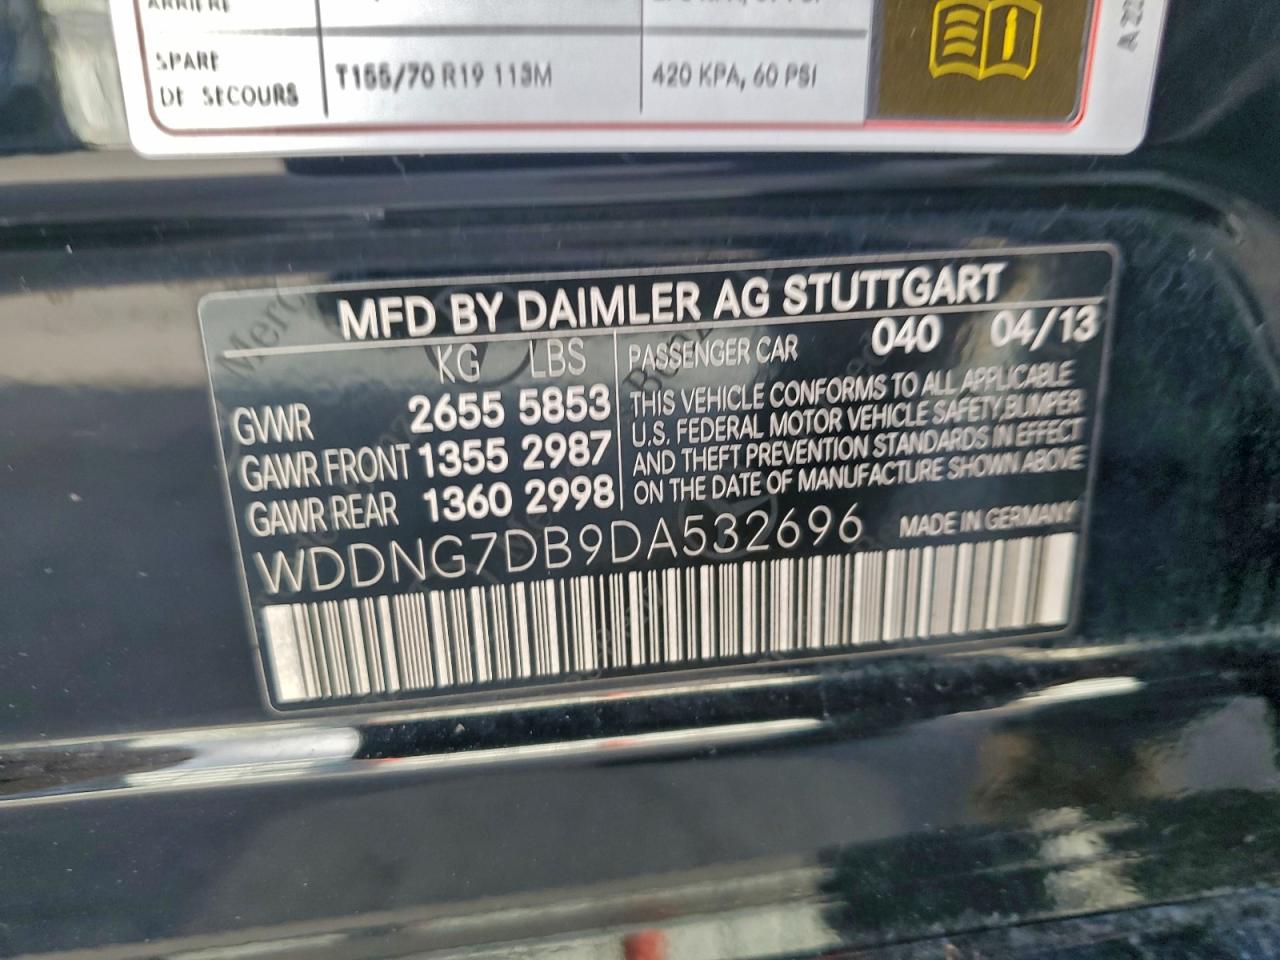 SPARE T155/70 R19 113M 420 KPA, 60 PSI
DE SECOURS
MFD BY DAIMLER AG STUTTGART
KG LBS PASSENGER CAR 040 04/13
GVWR 2655 5853
GAWR FRONT 1355 2987
GAWR REAR 1360 2998
THIS VEHICLE CONFORMS TO ALL APPLICABLE
U.S. FEDERAL MOTOR VEHICLE SAFETY,BUMPER
AND THEFT PREVENTION STANDARDS IN EFFECT
ON THE DATE OF MANUFACTURE SHOWN ABOVE
WDDNG7DB9DA532696 MADE IN GERMANY